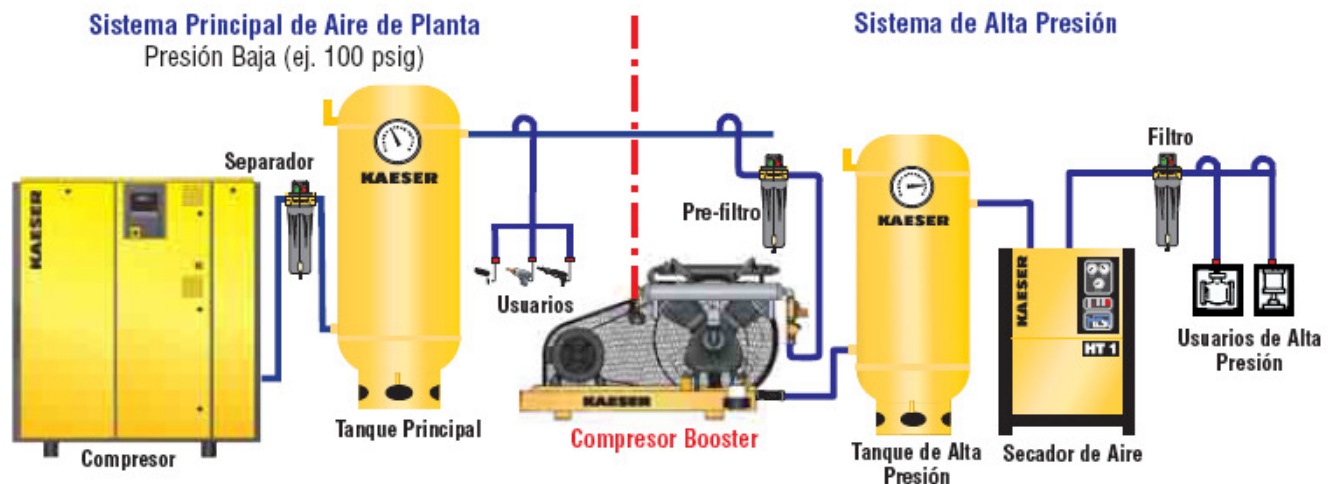 Sistema Principal de Aire de Planta
Presión Baja (ej. 100 psig)
Sistema de Alta Presión
Separador
Filtro
KAESER
KAESER
Pre-filtro
KAESER
KAESER
Usuarios
HT 1
Usuarios de Alta
Presión
KAESER
Tanque Principal
Compresor Booster
Compresor
Tanque de Alta
Presión
Secador de Aire